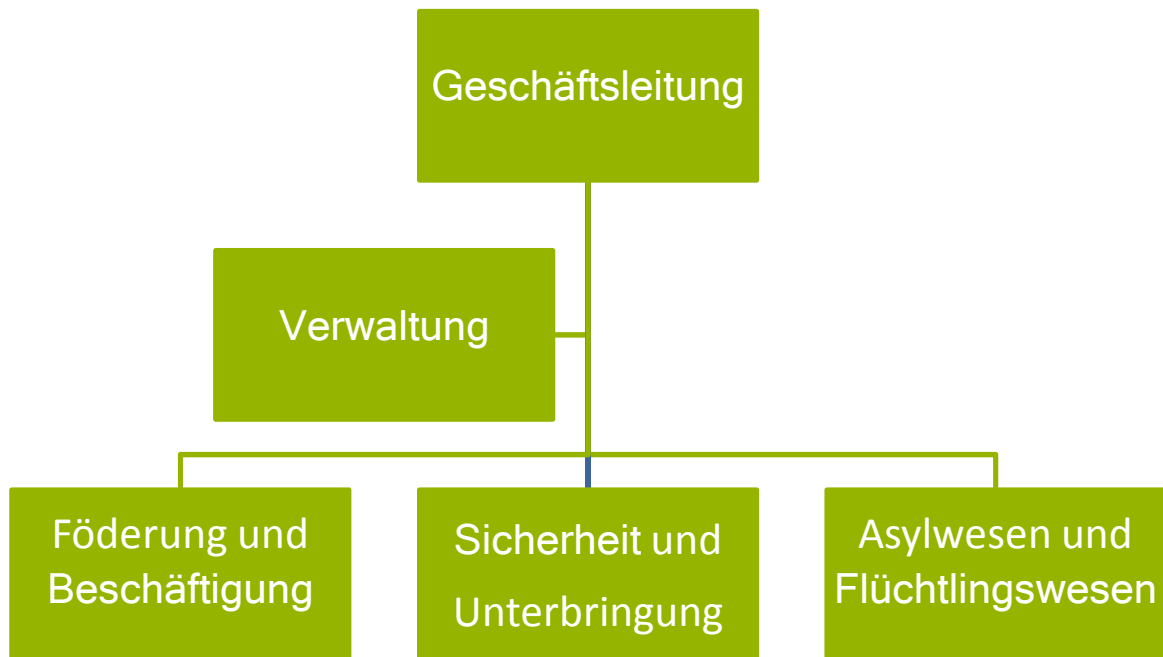 Geschäftsleitung
Verwaltung
Föderung und
Beschäftigung
Sicherheit und
Unterbringung
Asylwesen und
Flüchtlingswesen